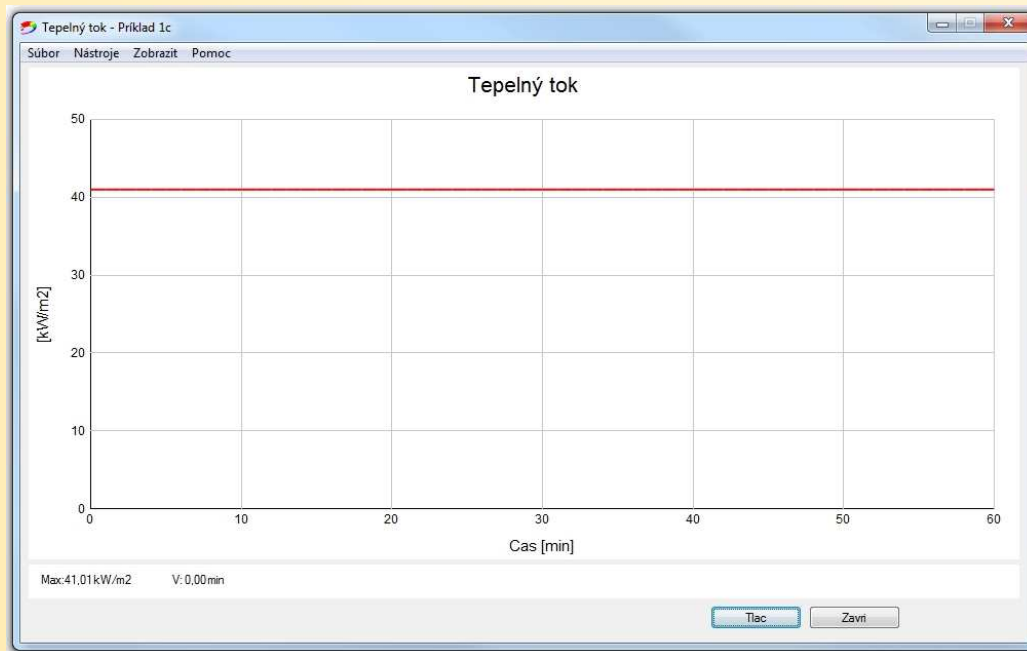 Tepelný tok - Príklad 1c
Súbor Nástroje Zobrazit Pomoc
Tepelný tok
50
40
30
20
10
0
[kW/m2]
0 10 20 30 40 50 60
Cas [min]
Max:41,01kW/m2 V: 0,00min
Tlac Zavri